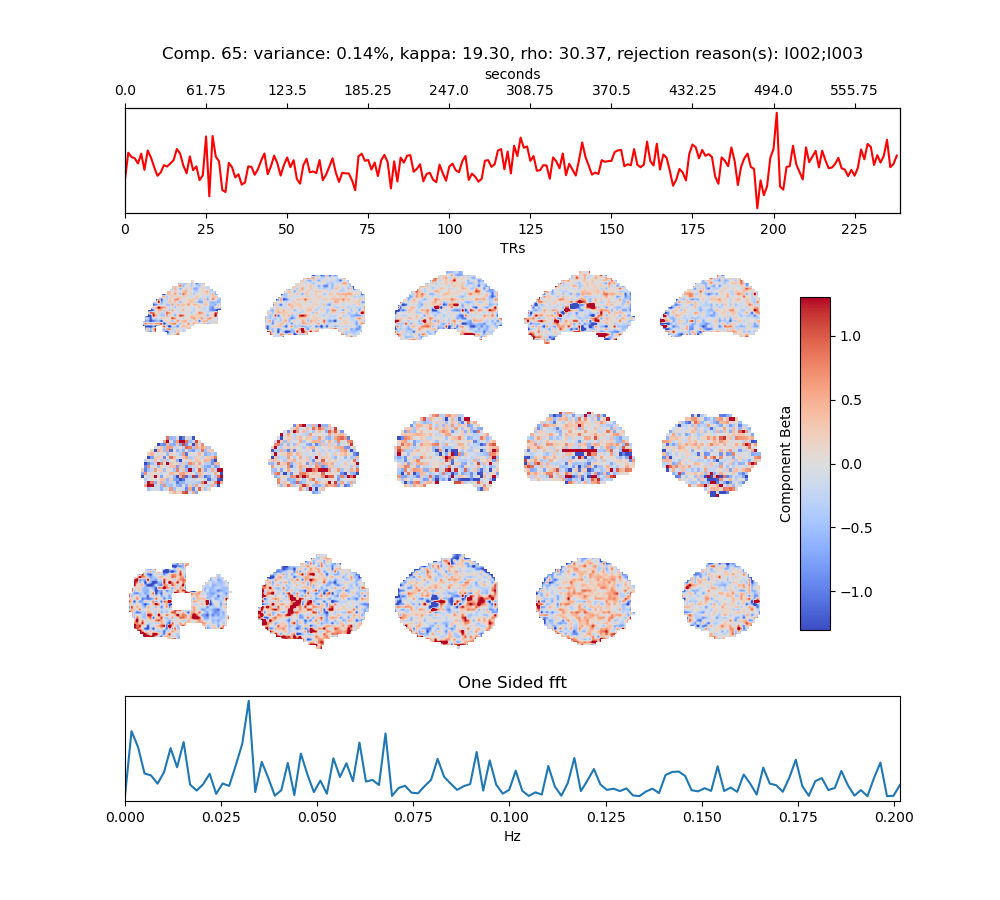 Comp. 65: variance: 0.14%, kappa: 19.30, rho: 30.37, rejection reason(s): I002;I003
seconds
0.0 61.75 123.5 185.25 247.0 308.75 370.5 432.25 494.0 555.75
0 25 50 75 100 125 150 175 200 225
TRs
1.0
0.5
0.0
−0.5
−1.0
Component Beta
One Sided fft
0.000 0.025 0.050 0.075 0.100 0.125 0.150 0.175 0.200
Hz